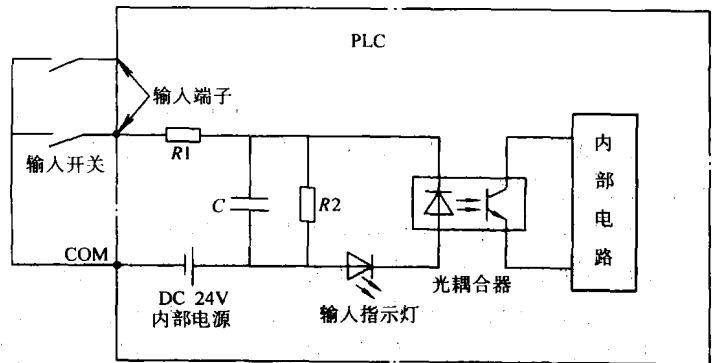 PLC
输入端子
R1
输入开关
C
R2
内部电路
COM
DC 24V
内部电源
输入指示灯
光耦合器